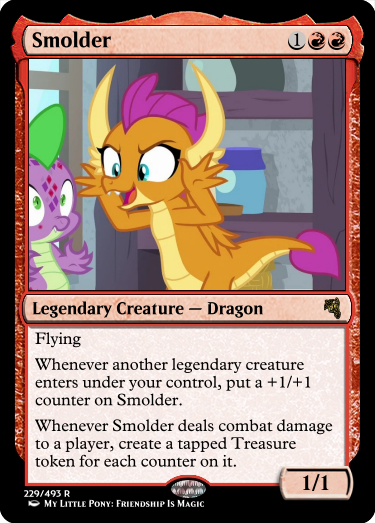 Smolder 1
Legendary Creature — Dragon
Flying
Whenever another legendary creature
enters under your control, put a +1/+1
counter on Smolder.
Whenever Smolder deals combat damage
to a player, create a tapped Treasure
token for each counter on it.
1/1
229/493 R
My Little Pony: Friendship Is Magic